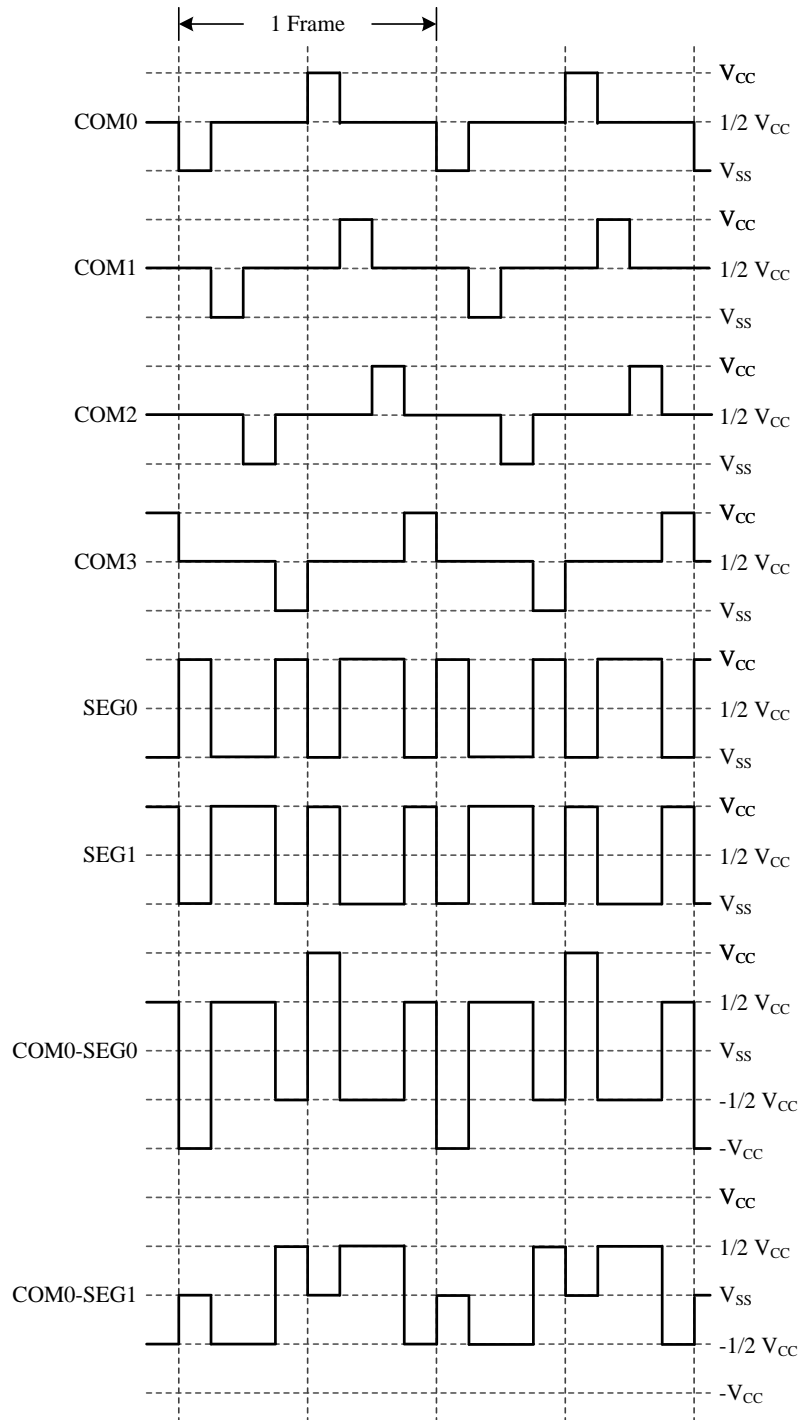 1 Frame
V_CC
COM0 1/2 V_CC
V_SS
V_CC
COM1 1/2 V_CC
V_SS
V_CC
COM2 1/2 V_CC
V_SS
V_CC
COM3 1/2 V_CC
V_SS
V_CC
SEG0 1/2 V_CC
V_SS
V_CC
SEG1 1/2 V_CC
V_SS
V_CC
1/2 V_CC
COM0-SEG0 V_SS
-1/2 V_CC
-V_CC
V_CC
1/2 V_CC
COM0-SEG1 V_SS
-1/2 V_CC
-V_CC